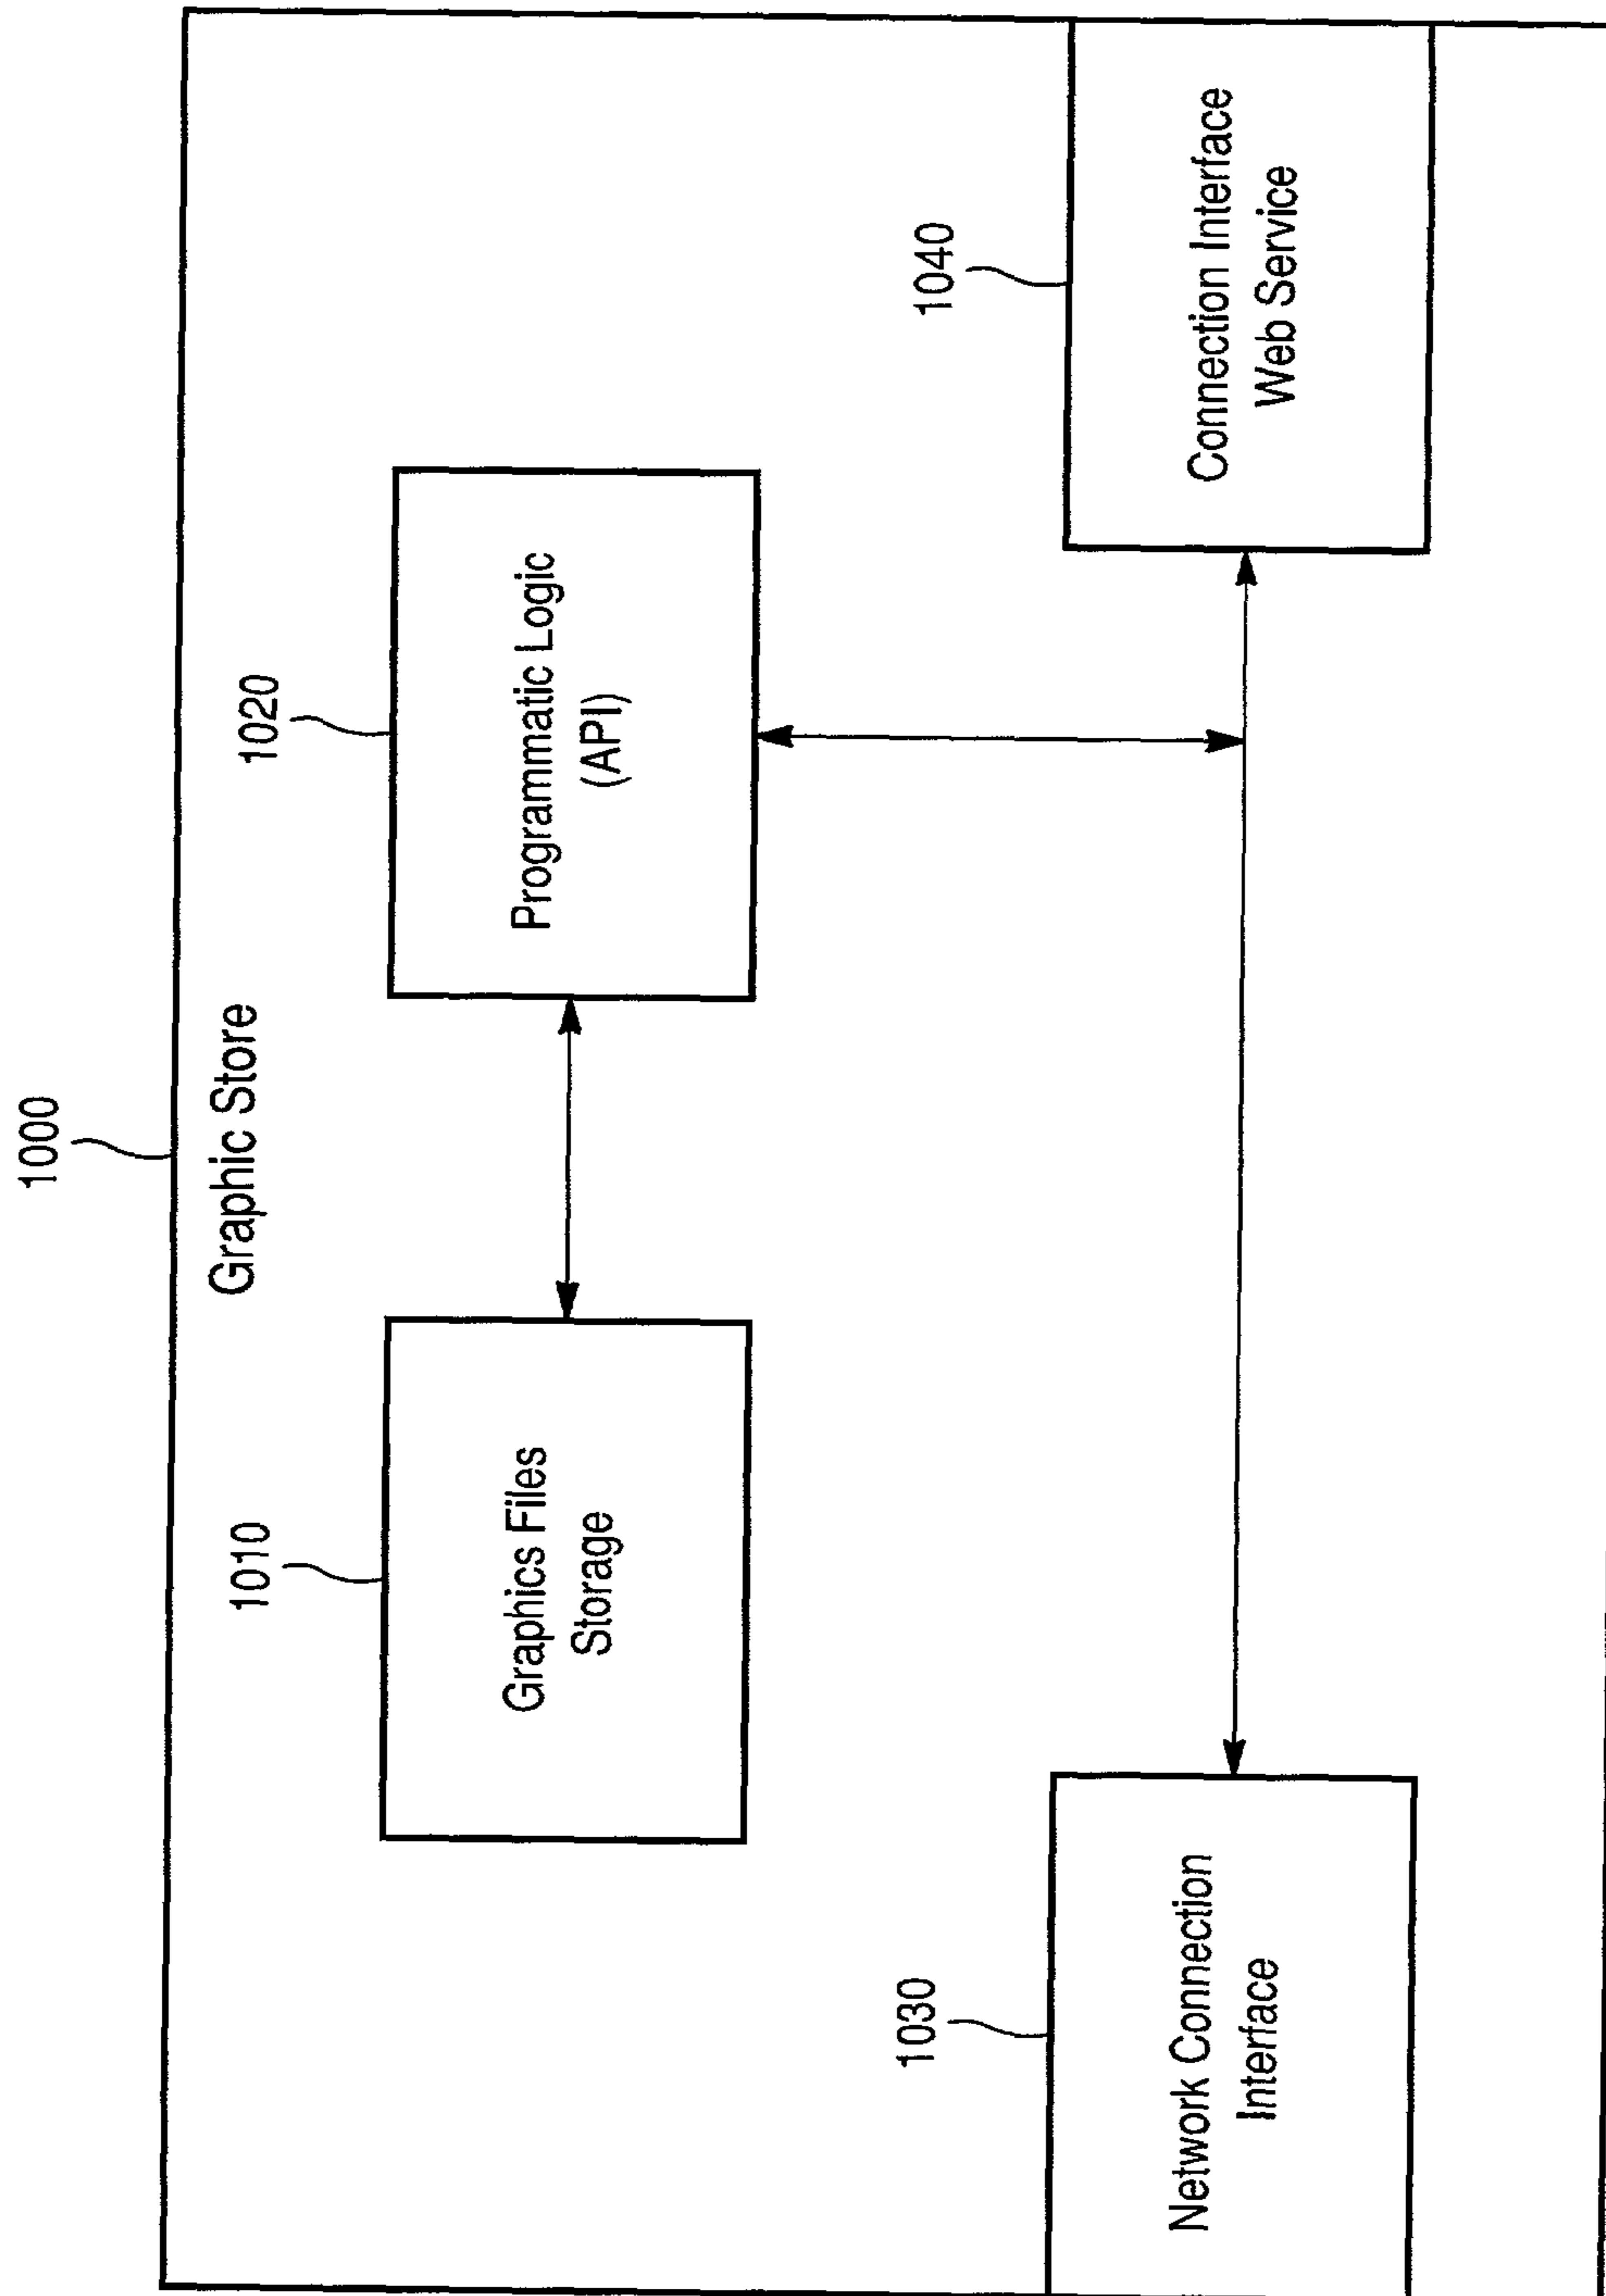 1000
Graphic Store
1010
Graphics Files
Storage
1020
Programmatic Logic
(API)
1030
Network Connection
Interface
1040
Connection Interface
Web Service